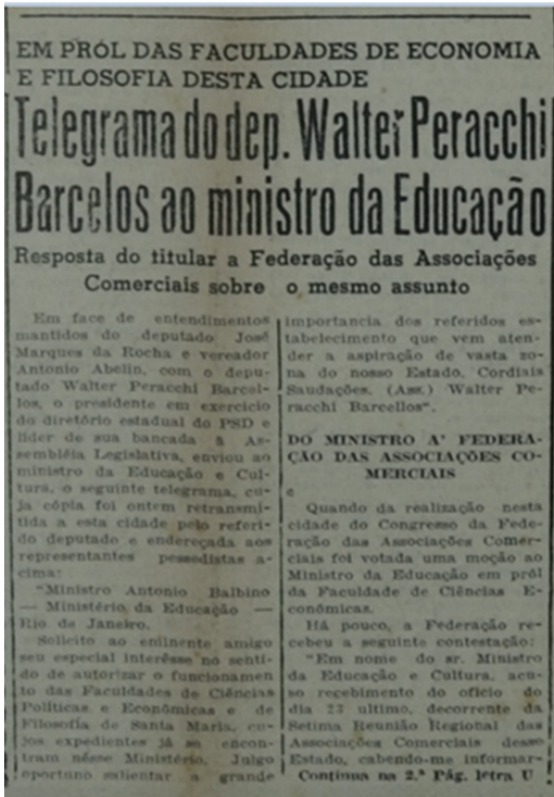 EM PRÓL DAS FACULDADES DE ECONOMIA
E FILOSOFIA DESTA CIDADE
Telegrama do dep. Walter Peracchi
Barcelos ao ministro da Educação
Resposta do titular a Federação das Associações
Comerciais sobre o mesmo assunto
Em face de entendimentos
mantidos do deputado José
Marques da Rocha e vereador
Antonio Abelin, com o depu-
tado Walter Peracchi Barcel-
los, o presidente em exercicio
do diretório estadual do PSD e
líder de sua bancada à As-
sembléia Legislativa, enviou ao
ministro da Educação e Cul-
tura, o seguinte telegrama, cu-
ja cópia foi ontem retransmi-
tida a esta cidade pelo referi-
do deputado e endereçada aos
representantes pessedistas a-
cima:
"Ministro Antonio Balbino
— Ministério da Educação —
Rio de Janeiro.
Solicito ao eminente amigo
seu especial interêsse no senti-
do de autorizar o funcionamen
to das Faculdades de Ciências
Políticas e Econômicas e de
Filosofia de Santa Maria, cu-
jos expedientes já se encon-
tram nêsse Ministério. Julgo
oportuno salientar a grande
importancia dos referidos es-
tabelecimento que vem aten-
der a aspiração de vasta zo-
na do nosso Estado. Cordiais
Saudações. (Ass.) Walter Pe-
racchi Barcellos".
DO MINISTRO A' FEDERA-
ÇÃO DAS ASSOCIAÇÕES CO-
MERCIAIS
e
Quando da realização nesta
cidade do Congresso da Fede-
ração das Associações Comer-
ciais foi votada uma moção ao
Ministro da Educação em pról
da Faculdade de Ciências E-
conômicas.
Há pouco, a Federação re-
cebeu a seguinte contestação:
"Em nome do sr. Ministro
da Educação e Cultura, acu-
so recebimento do oficio do
dia 23 ultimo, decorrente da
Setima Reunião Regional das
Associações Comerciais desse
Estado, cabendo-me informar-
Continua na 2.ª Pág. letra U